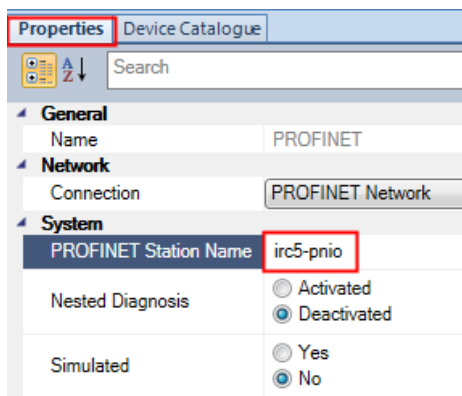 Properties Device Catalogue
A
Z Search
General
Name PROFINET
Network
Connection PROFINET Network
System
PROFINET Station Name irc5-pnio
Nested Diagnosis Activated
Deactivated
Simulated Yes
No